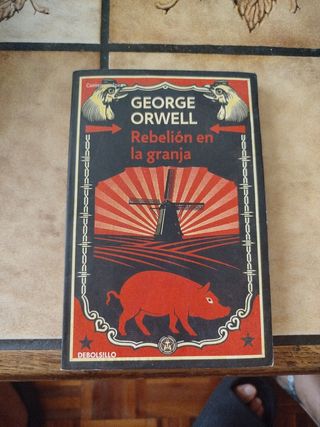 GEORGE
ORWELL
Rebelión en
la granja
DEBOLSILLO